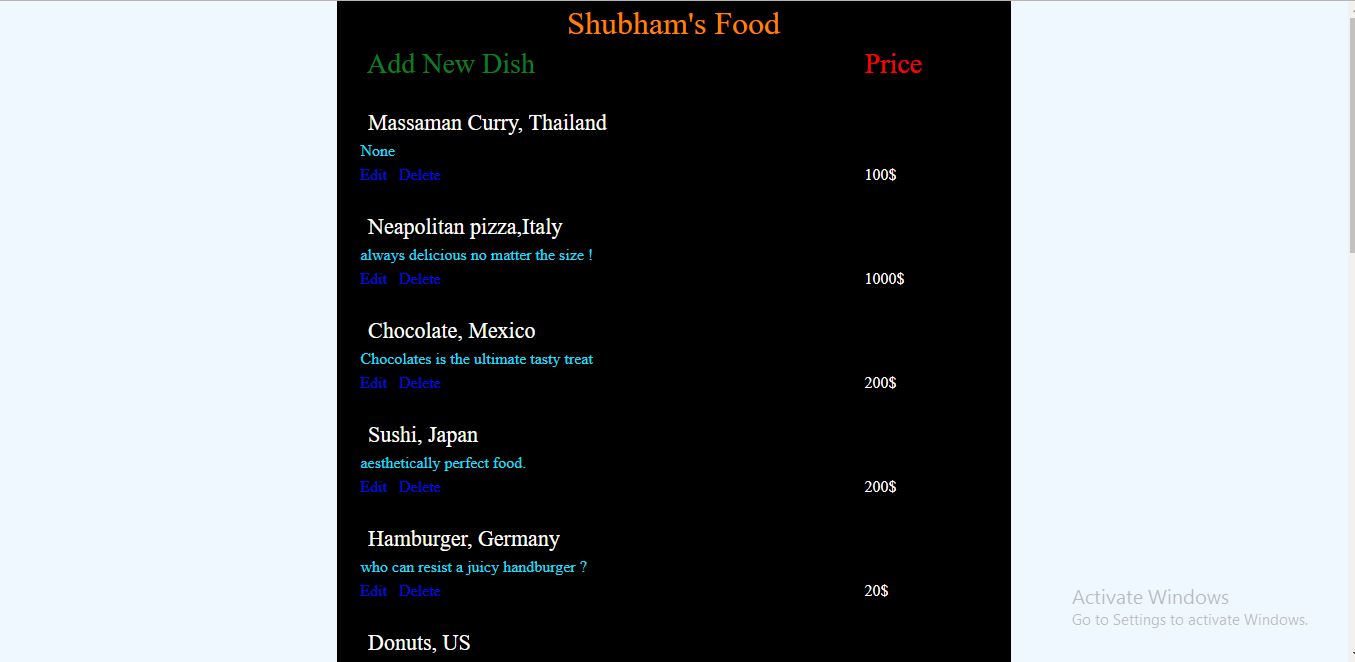 Shubham's Food
Add New Dish Price
Massaman Curry, Thailand
None
Edit Delete 100$
Neapolitan pizza,Italy
always delicious no matter the size !
Edit Delete 1000$
Chocolate, Mexico
Chocolates is the ultimate tasty treat
Edit Delete 200$
Sushi, Japan
aesthetically perfect food.
Edit Delete 200$
Hamburger, Germany
who can resist a juicy handburger ?
Edit Delete 20$
Donuts, US
Activate Windows
Go to Settings to activate Windows.